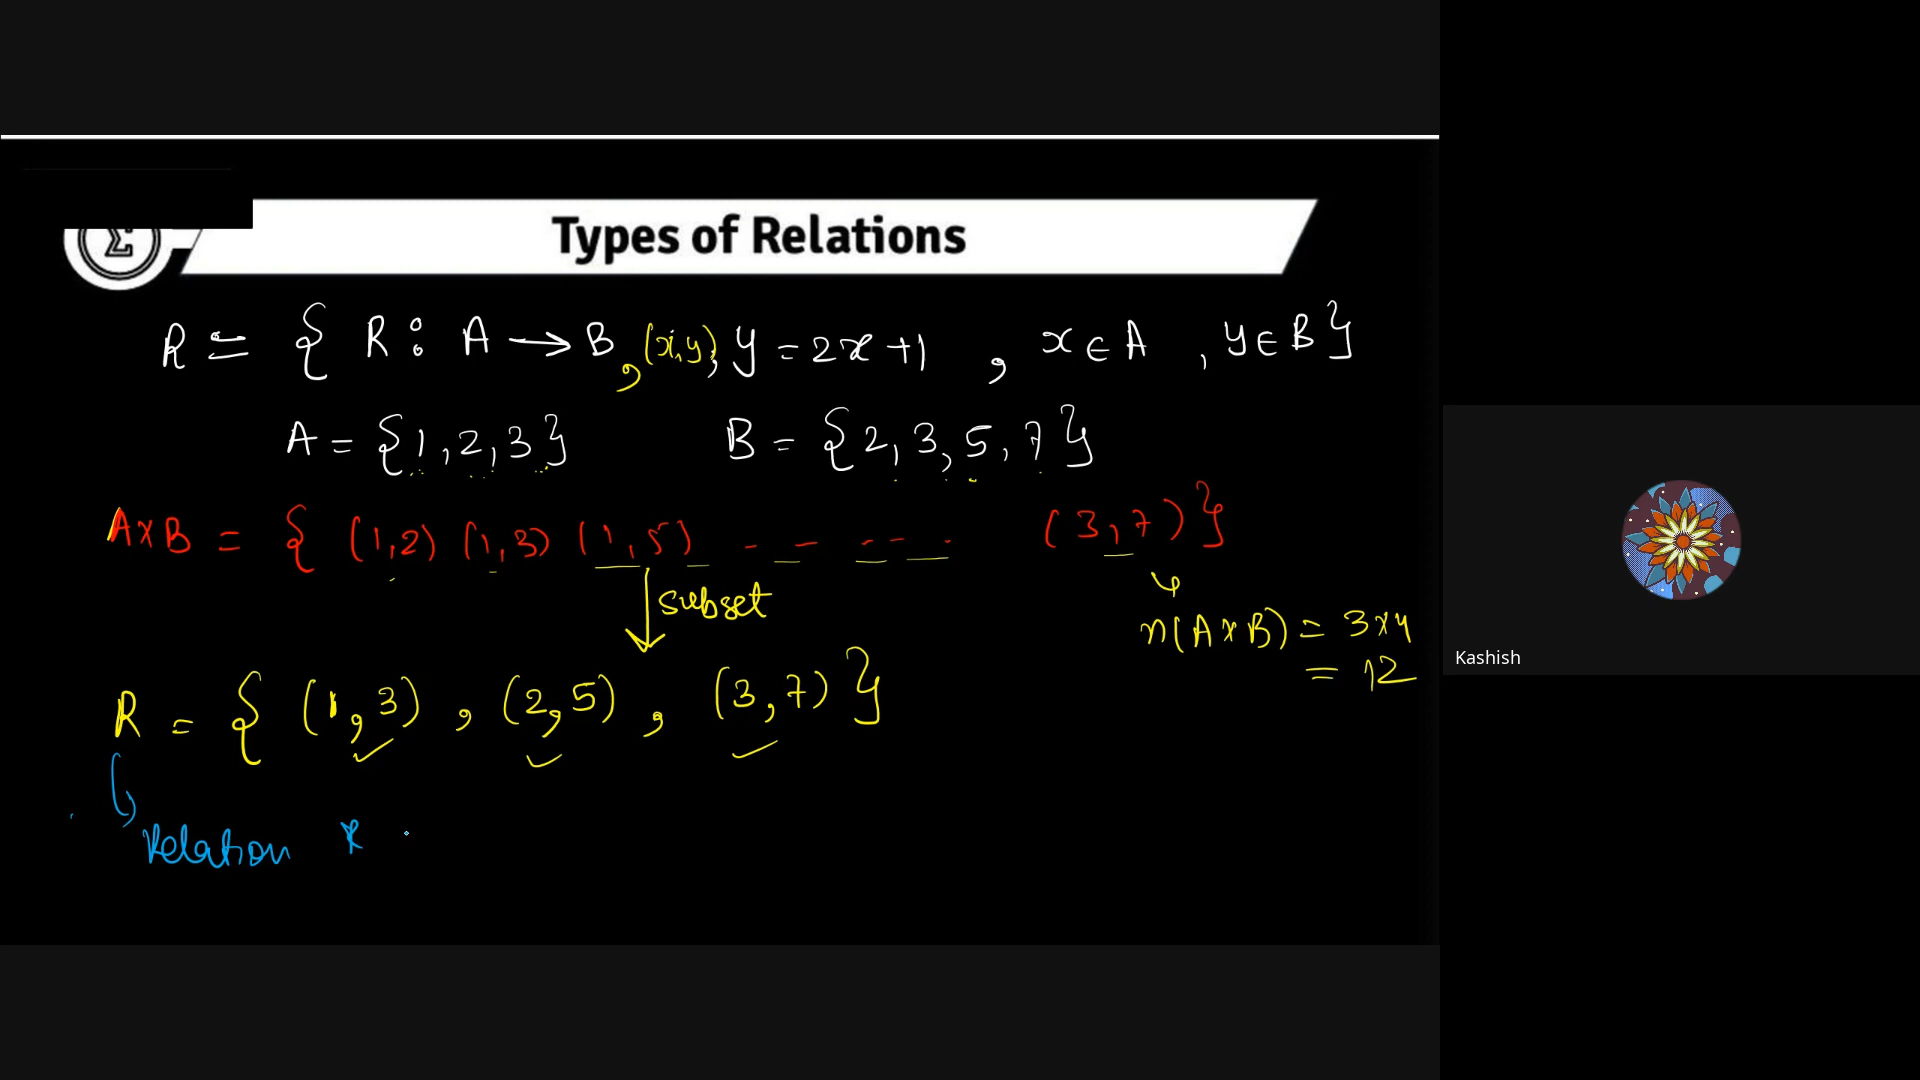 Σ
Types of Relations
R = { R : A → B , (x,y), y = 2x + 1 , x ∈ A , y ∈ B }
A = {1,2,3} B = {2,3,5,7}
A×B = { (1,2) (1,3) (1,5) - - - - - (3,7) }
subset
n(A×B) = 3×4
= 12
R = { (1,3) , (2,5) , (3,7) }
Relation R
Kashish